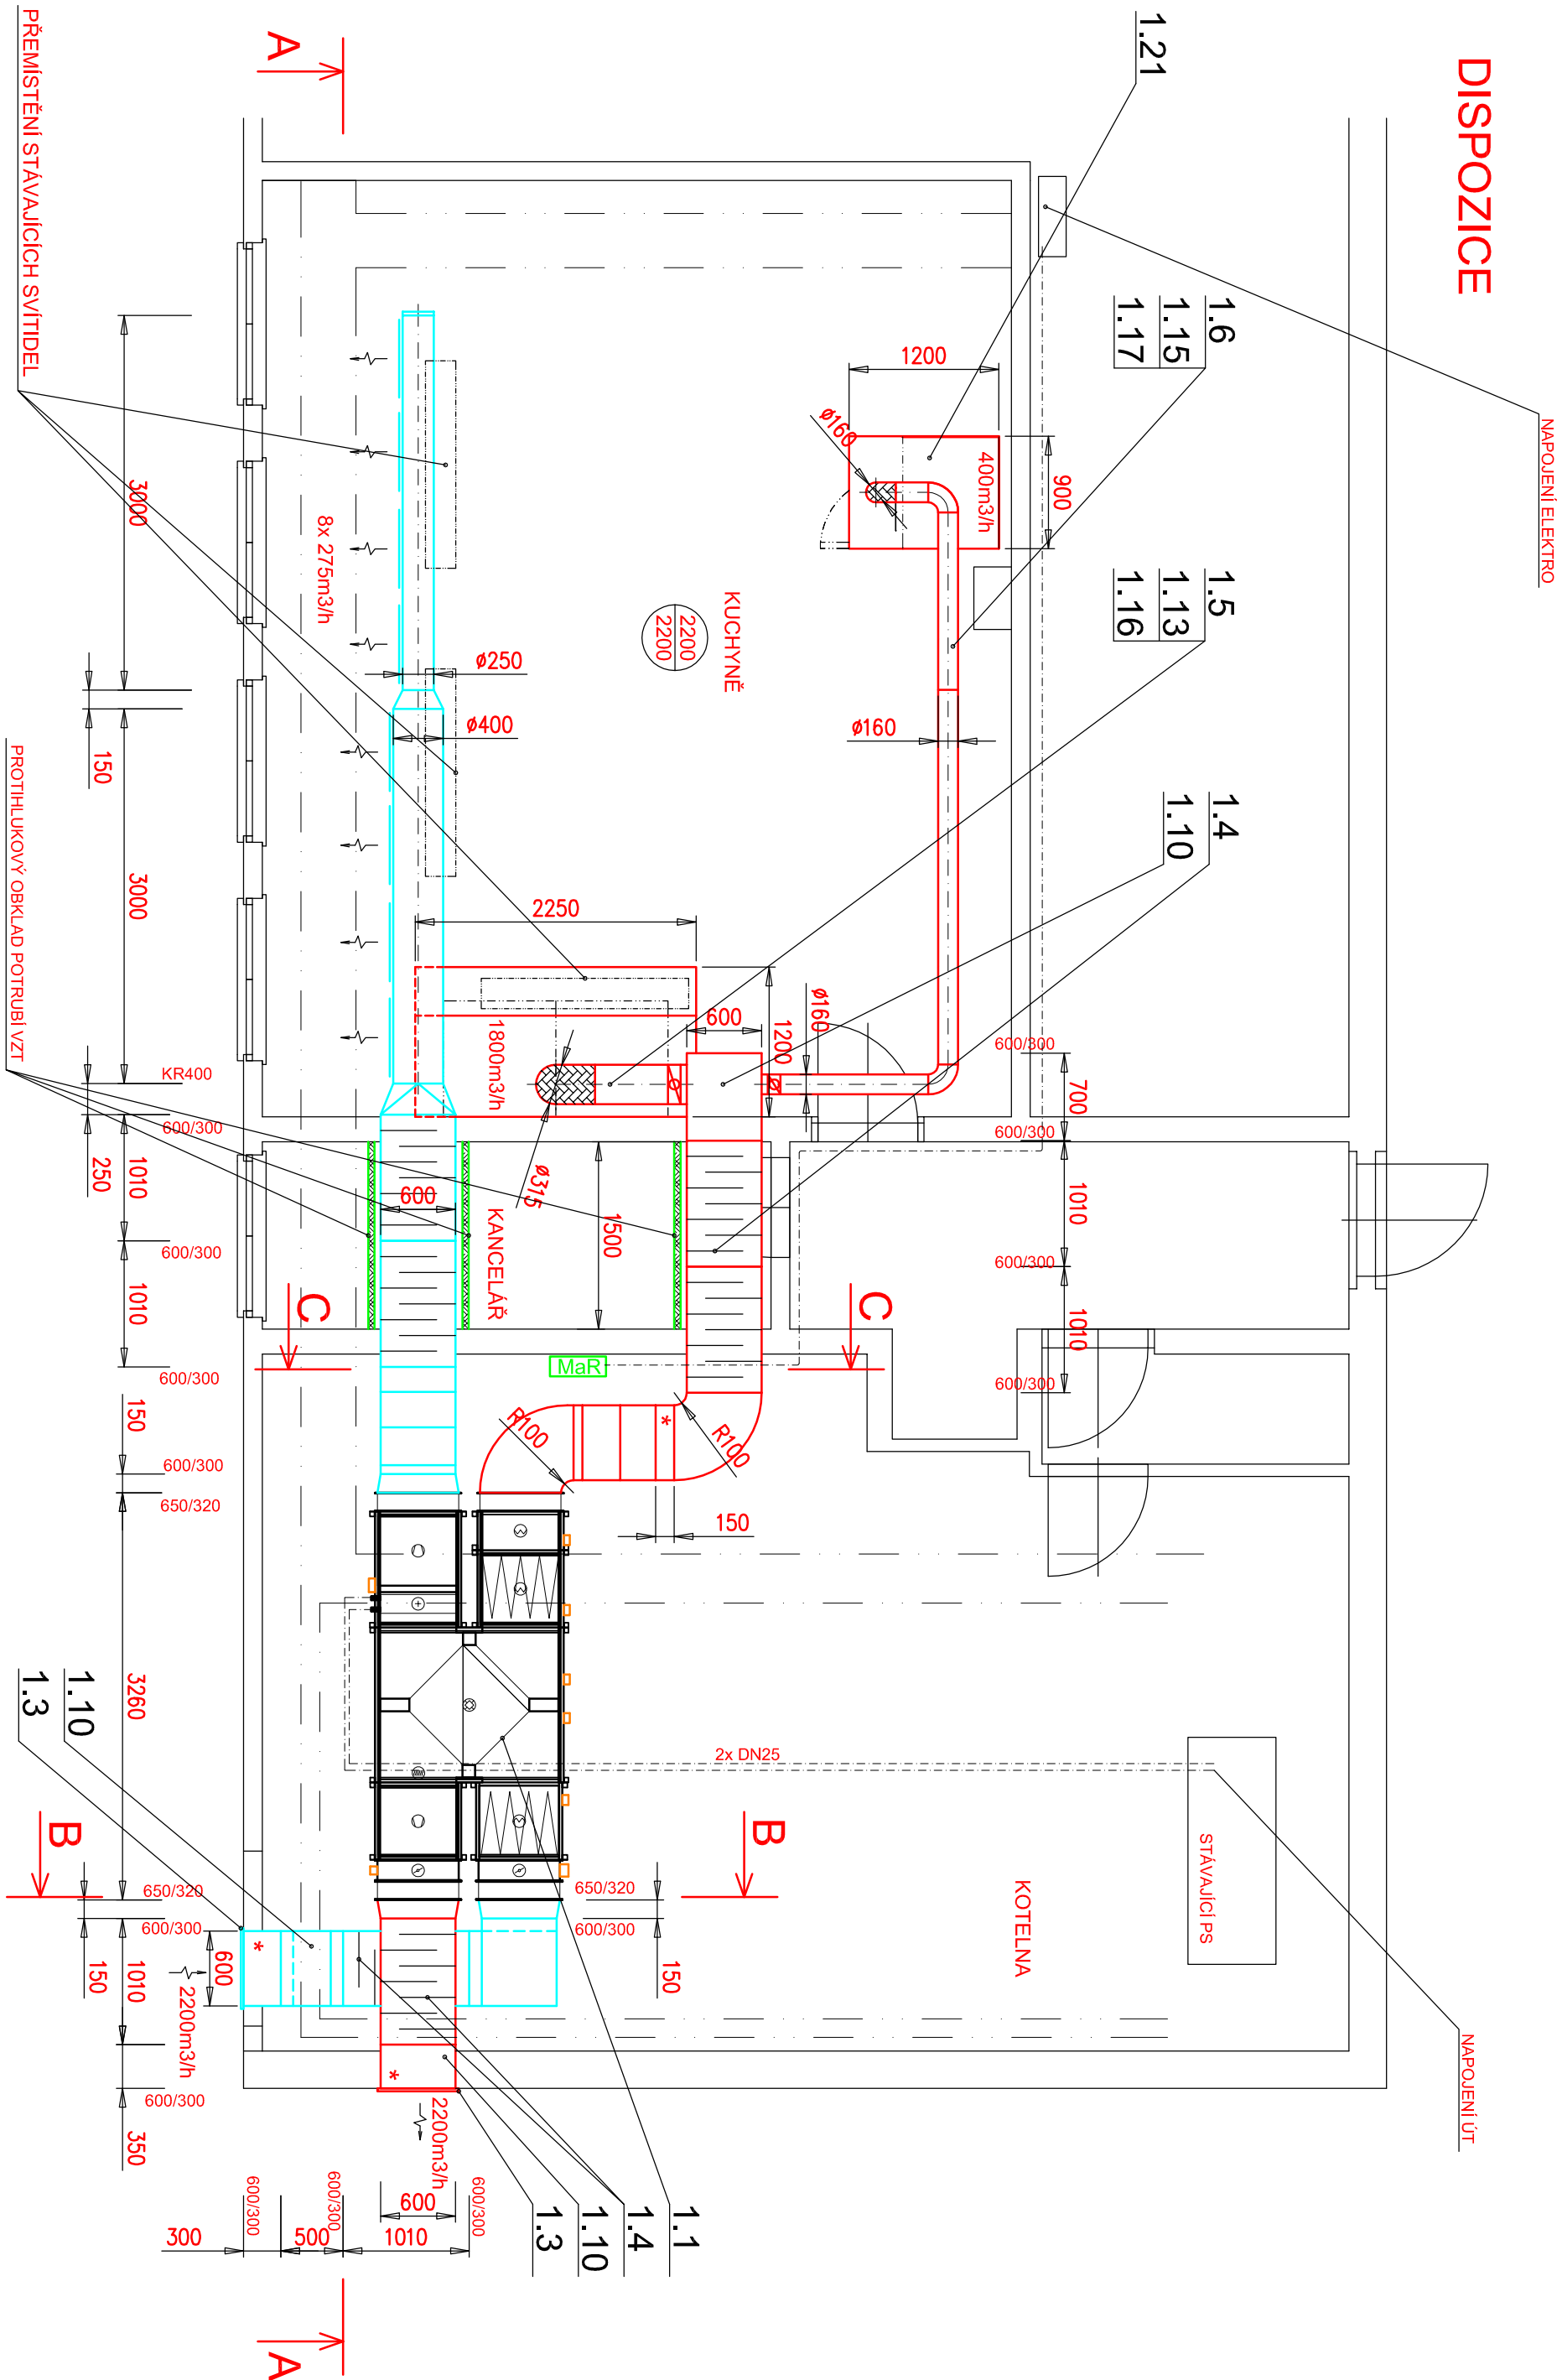 DISPOZICE
NAPOJENÍ ELEKTRO
1.21
1.6
1.15
1.17
1.5
1.13
1.16
1.4
1.10
A
PŘEMÍSTĚNÍ STÁVAJÍCÍCH SVÍTIDEL
1200
900
400m3/h
ø160
KUCHYNĚ
2200
2200
ø160
ø250
ø400
8x 275m3/h
3000
150
3000
PROTIHLUKOVÝ OBKLAD POTRUBÍ VZT
2250
1200
600
ø160
1800m3/h
ø315
KR400
600/300
250
1010
600/300
1010
600/300
150
600/300
650/320
600/300
700
600/300
1010
600/300
1010
600/300
600
1500
KANCELÁŘ
C
C
MaR
R100
R100
*
150
3260
2x DN25
1.10
1.3
B
B
STÁVAJÍCÍ PS
KOTELNA
NAPOJENÍ ÚT
650/320
600/300
150
650/320
600/300
150
1010
600
2200m3/h
*
*
600/300
350
2200m3/h
600/300
600/300
600/300
300
500
1010
600
1.3
1.10
1.4
1.1
A